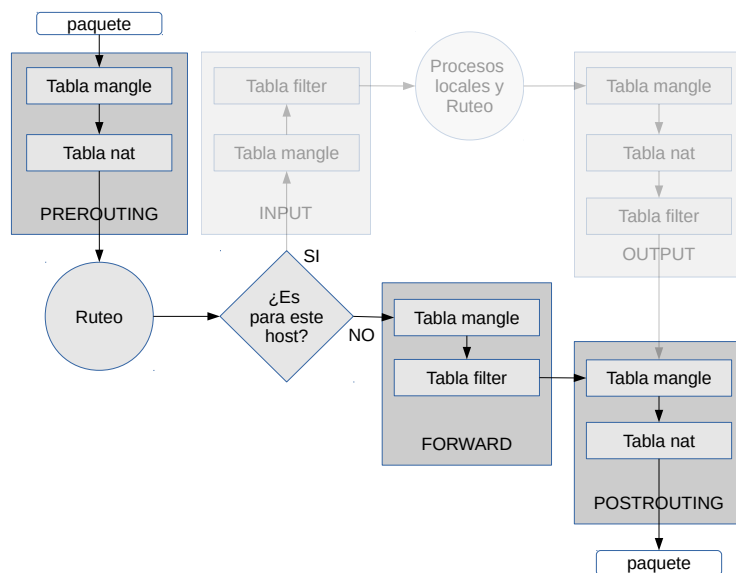 paquete
Tabla mangle
Tabla nat
PREROUTING
Tabla filter
Tabla mangle
INPUT
Procesos
locales y
Ruteo
Tabla mangle
Tabla nat
Tabla filter
OUTPUT
Ruteo
¿Es
para este
host?
SI
NO
Tabla mangle
Tabla filter
FORWARD
Tabla mangle
Tabla nat
POSTROUTING
paquete